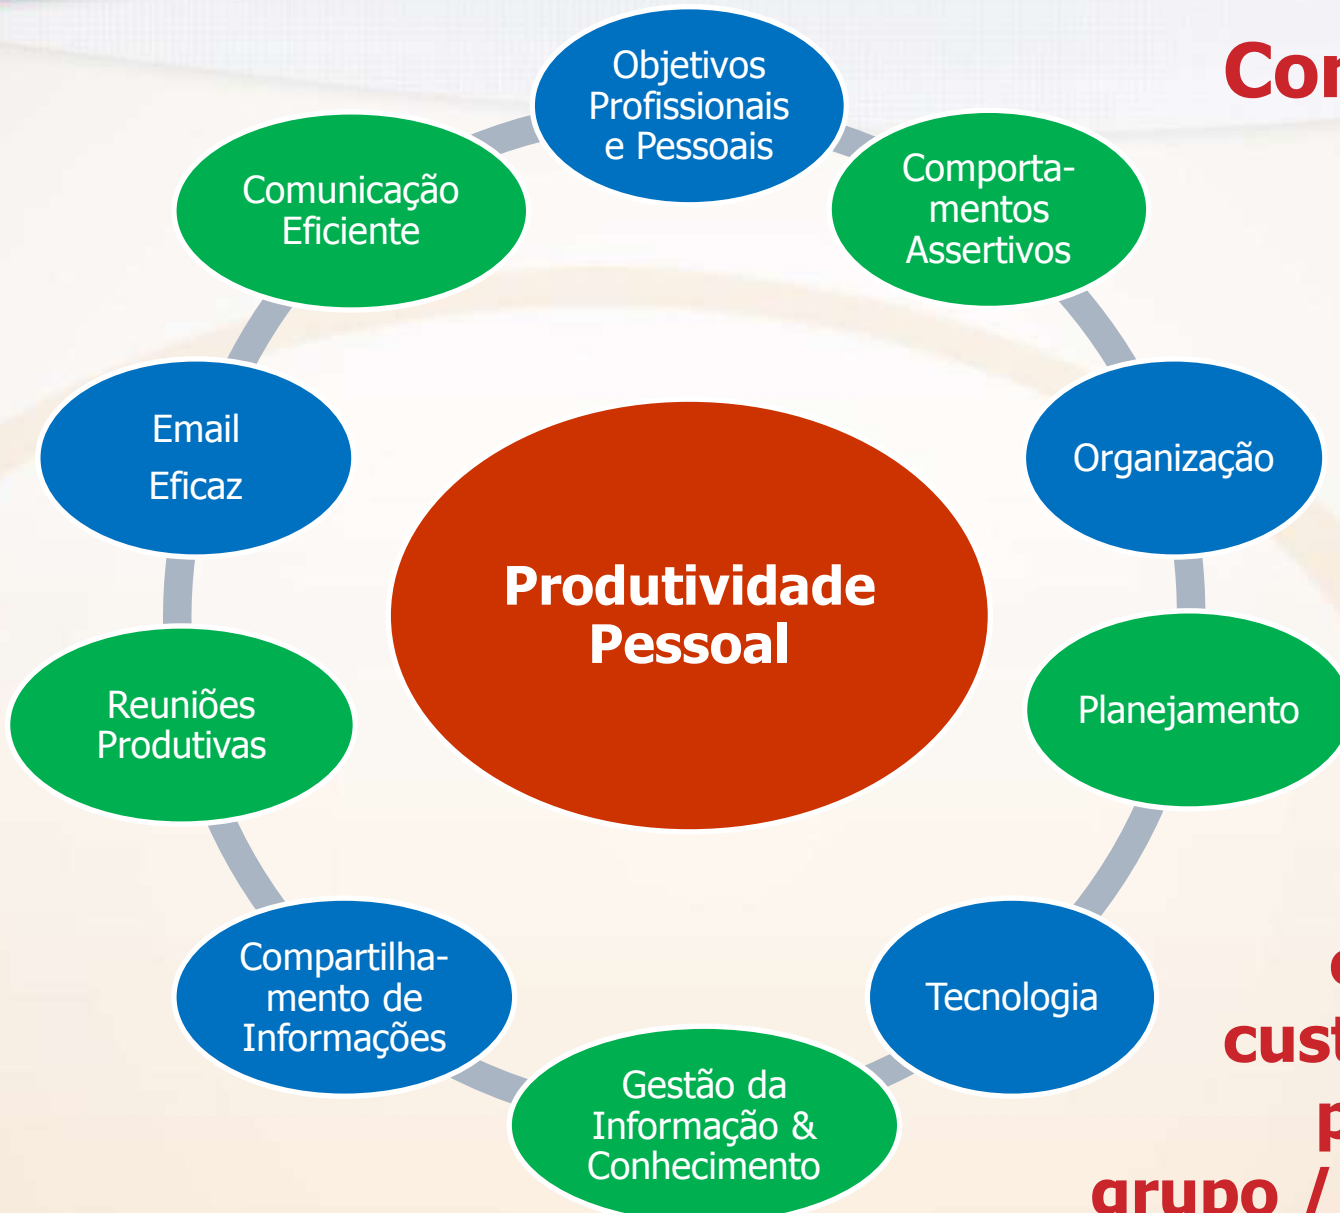 Objetivos
Profissionais
e Pessoais
Comporta-
mentos
Assertivos
Organização
Planejamento
Tecnologia
Gestão da
Informação &
Conhecimento
Compartilha-
mento de
Informações
Reuniões
Produtivas
Email
Eficaz
Comunicação
Eficiente
Produtividade
Pessoal
grupo /